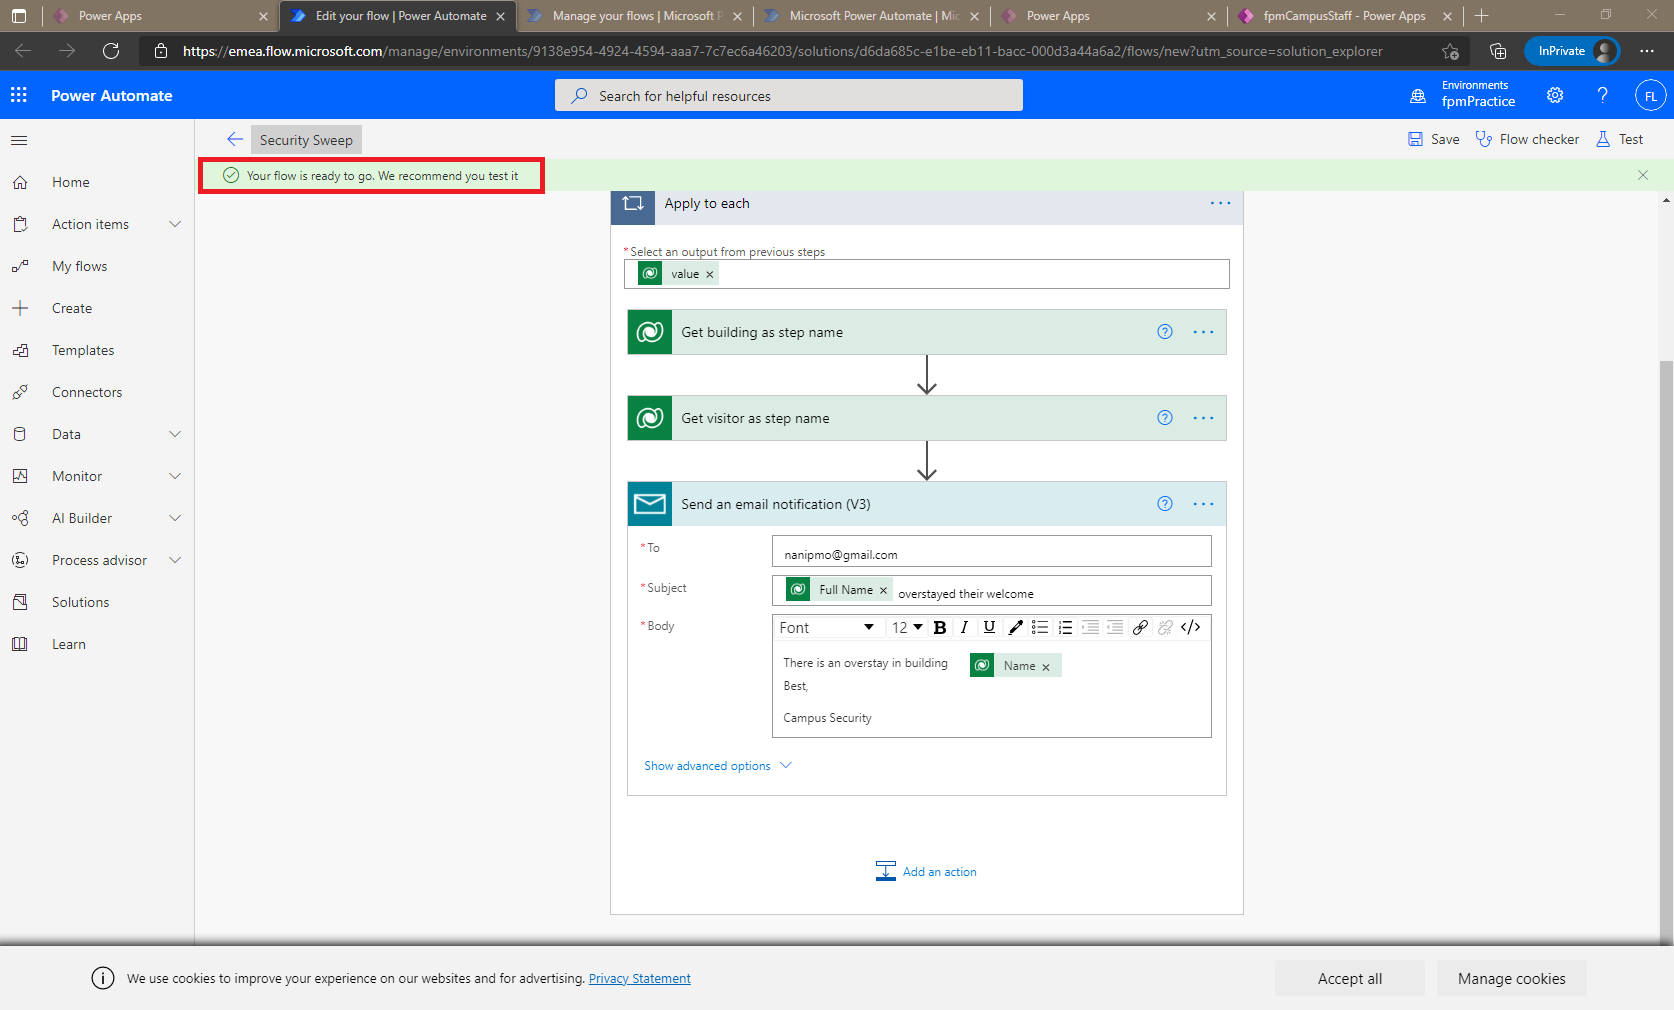 Power Apps
Edit your flow | Power Automate
Manage your flows | Microsoft P
Microsoft Power Automate | Mic
Power Apps
fpmCampusStaff - Power Apps
https://emea.flow.microsoft.com/manage/environments/9138e954-4924-4594-aaa7-7c7ec6a46203/solutions/d6da685c-e1be-eb11-bacc-000d3a44a6a2/flows/new?utm_source=solution_explorer
InPrivate
Power Automate
Search for helpful resources
Environments
fpmPractice
FL
Security Sweep
Save
Flow checker
Test
Your flow is ready to go. We recommend you test it
Home
Action items
My flows
Create
Templates
Connectors
Data
Monitor
AI Builder
Process advisor
Solutions
Learn
Apply to each
*Select an output from previous steps
value
Get building as step name
Get visitor as step name
Send an email notification (V3)
*To
nanipmo@gmail.com
*Subject
Full Name overstayed their welcome
*Body
Font 12 B I U </>
There is an overstay in building Name
Best,
Campus Security
Show advanced options
Add an action
We use cookies to improve your experience on our websites and for advertising. Privacy Statement
Accept all
Manage cookies